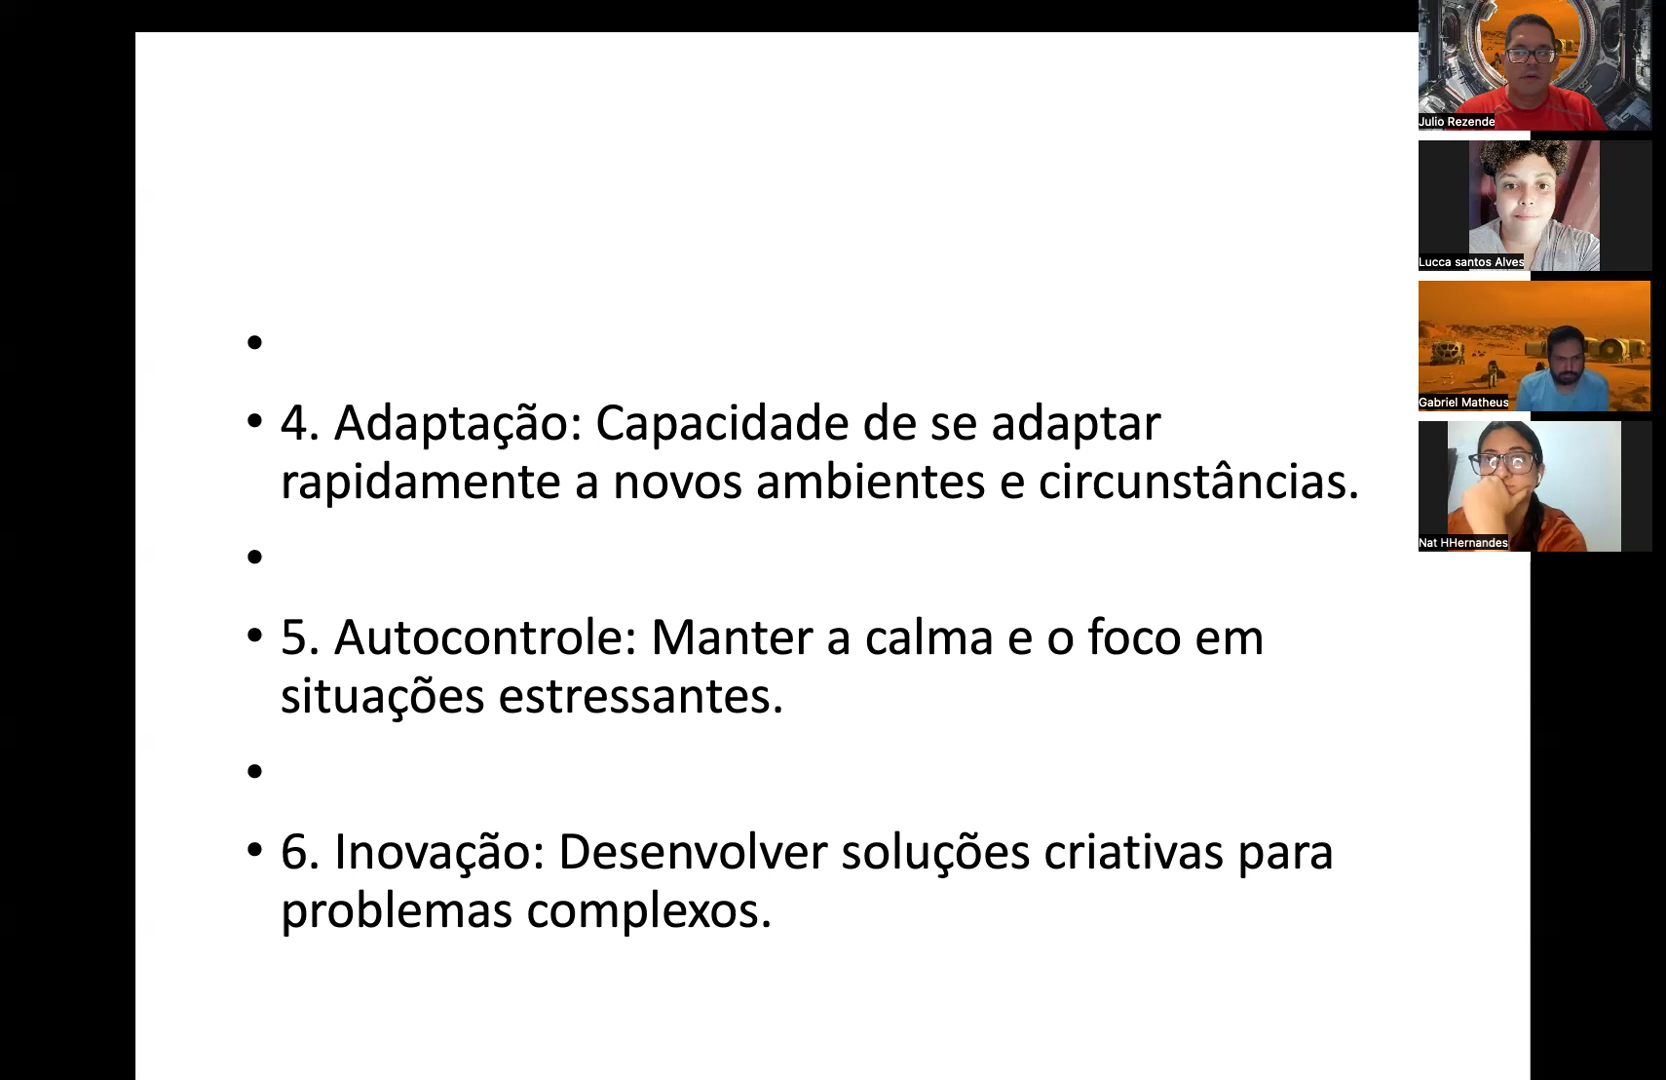 • 
• 4. Adaptação: Capacidade de se adaptar
rapidamente a novos ambientes e circunstâncias.
• 
• 5. Autocontrole: Manter a calma e o foco em
situações estressantes.
• 
• 6. Inovação: Desenvolver soluções criativas para
problemas complexos.
Julio Rezende
Lucca santos Alves
Gabriel Matheus
Nat HHernandes